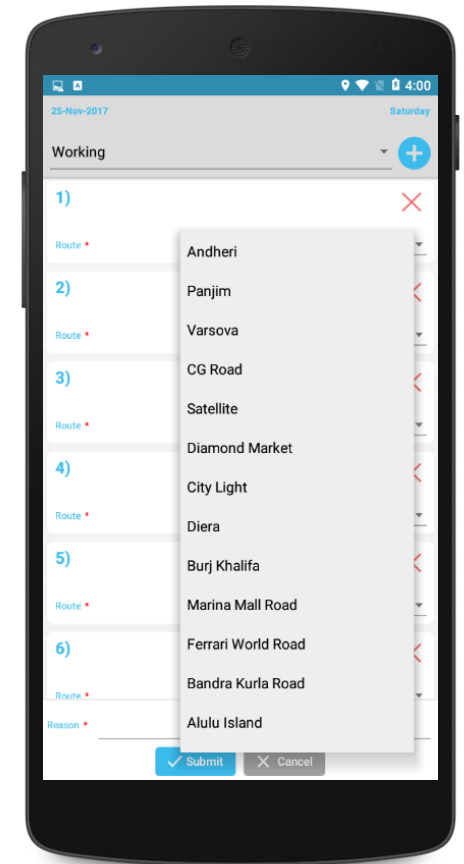 4:00
25-Nov-2017 Saturday
Working
1)
Route *
Andheri
2)
Panjim
Route *
Varsova
3)
CG Road
Satellite
Route *
Diamond Market
4)
City Light
Route *
Diera
5)
Burj Khalifa
Route *
Marina Mall Road
6)
Ferrari World Road
Route *
Bandra Kurla Road
Reason *
Alulu Island
Submit Cancel